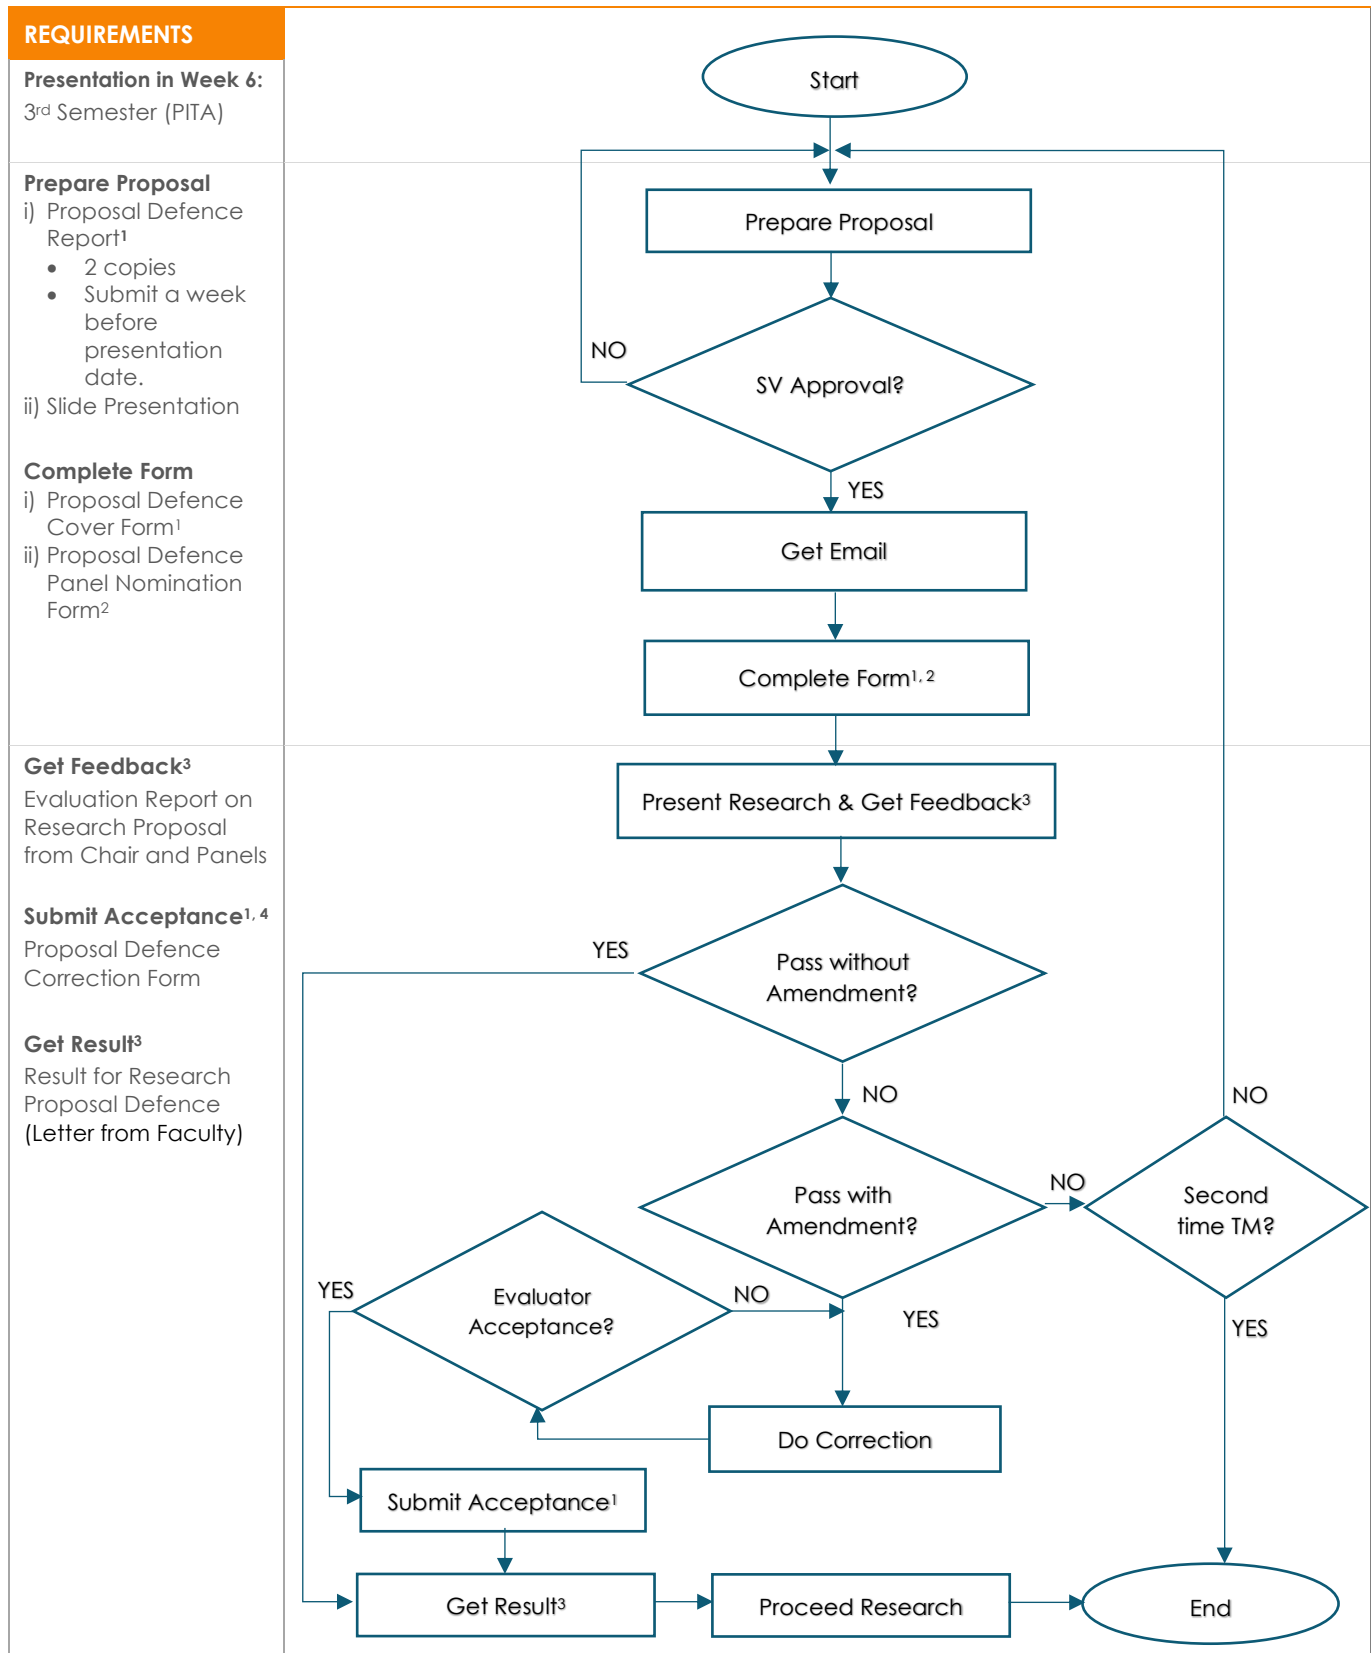 REQUIREMENTS
Presentation in Week 6:
3rd Semester (PITA)
Prepare Proposal
i) Proposal Defence
Report1
• 2 copies
• Submit a week
before
presentation
date.
ii) Slide Presentation
Complete Form
i) Proposal Defence
Cover Form1
ii) Proposal Defence
Panel Nomination
Form2
Get Feedback3
Evaluation Report on
Research Proposal
from Chair and Panels
Submit Acceptance1, 4
Proposal Defence
Correction Form
Get Result3
Result for Research
Proposal Defence
(Letter from Faculty)
Start
Prepare Proposal
NO
SV Approval?
YES
Get Email
Complete Form1, 2
Present Research & Get Feedback3
YES
Pass without
Amendment?
NO
NO
Pass with
Amendment?
NO
Second
time TM?
YES
Evaluator
Acceptance?
NO
YES
YES
Do Correction
Submit Acceptance1
Get Result3
Proceed Research
End